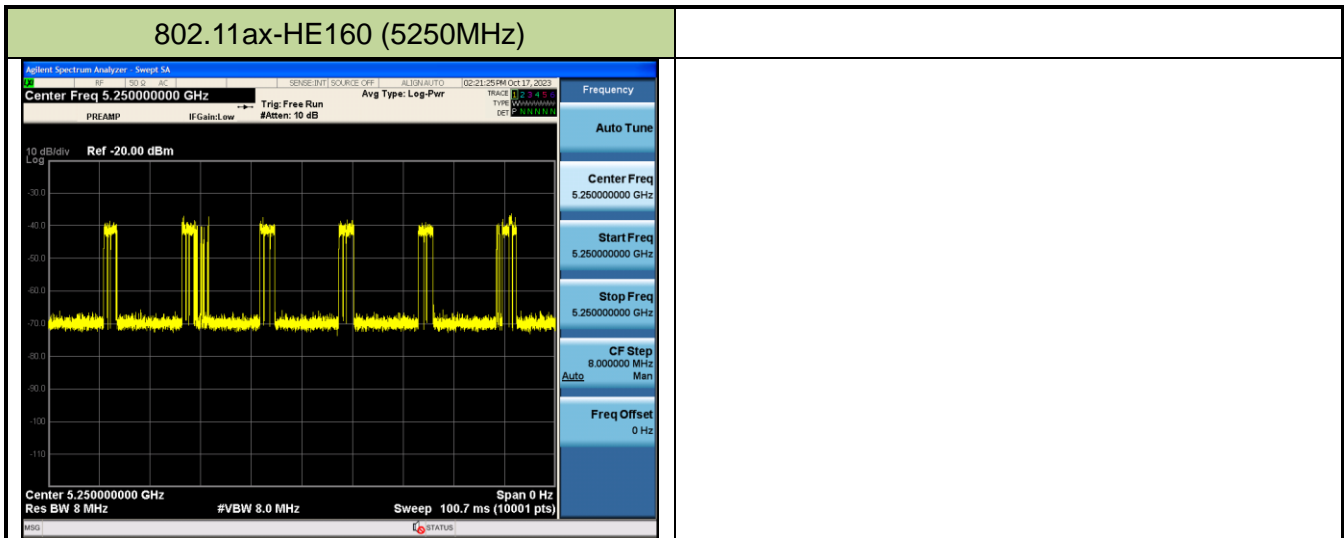 802.11ax-HE160 (5250MHz)
Agilent Spectrum Analyzer - Swept SA
RF 50 Ω AC SENSE:INT SOURCE OFF ALIGN AUTO 02:21:25 PM Oct 17, 2023
Center Freq 5.250000000 GHz
PREAMP IFGain:Low
Trig: Free Run
#Atten: 10 dB
Avg Type: Log-Pwr
TRACE 1 2 3 4 5 6
TYPE
DET P N N N N N
10 dB/div Ref -20.00 dBm
Log
-30.0
-40.0
-50.0
-60.0
-70.0
-80.0
-90.0
-100
-110
Center 5.250000000 GHz Span 0 Hz
Res BW 8 MHz #VBW 8.0 MHz Sweep 100.7 ms (10001 pts)
MSG STATUS
Frequency
Auto Tune
Center Freq
5.250000000 GHz
Start Freq
5.250000000 GHz
Stop Freq
5.250000000 GHz
CF Step
8.000000 MHz
Auto Man
Freq Offset
0 Hz